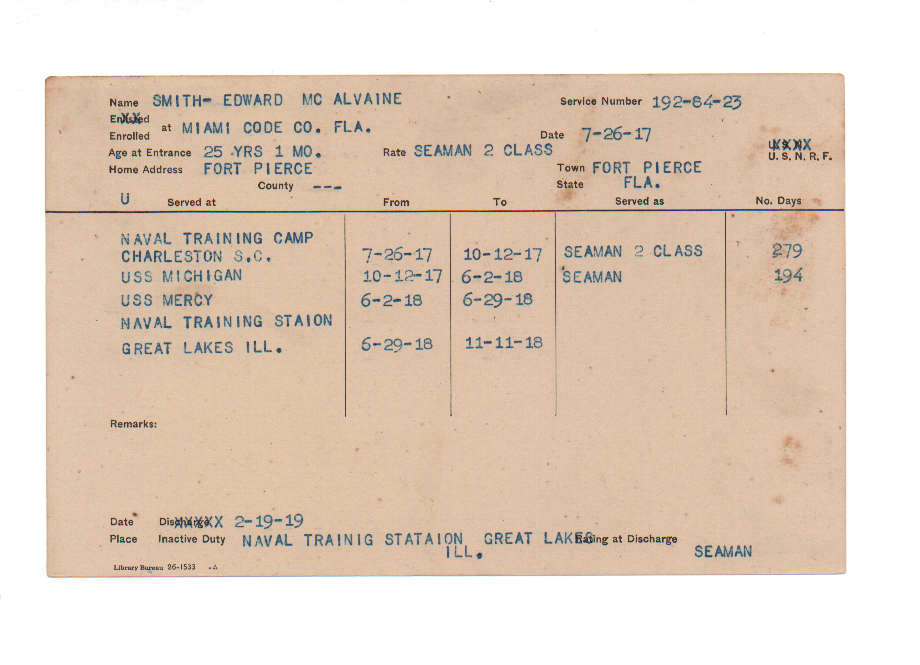 Name SMITH- EDWARD MC ALVAINE Service Number 192-84-23
Enlisted
Enrolled at MIAMI CODE CO. FLA. Date 7-26-17
Age at Entrance 25 YRS 1 MO. Rate SEAMAN 2 CLASS U. S. N. R. F.
Home Address FORT PIERCE Town FORT PIERCE
County --- State FLA.
U Served at From To Served as No. Days
NAVAL TRAINING CAMP
CHARLESTON S.C. 7-26-17 10-12-17 SEAMAN 2 CLASS 279
USS MICHIGAN 10-12-17 6-2-18 SEAMAN 194
USS MERCY 6-2-18 6-29-18
NAVAL TRAINING STAION
GREAT LAKES ILL. 6-29-18 11-11-18
Remarks:
Date Discharge XXXXX 2-19-19
Place Inactive Duty NAVAL TRAINIG STATAION GREAT LAKES Rating at Discharge
ILL. SEAMAN
Library Bureau 26-1533